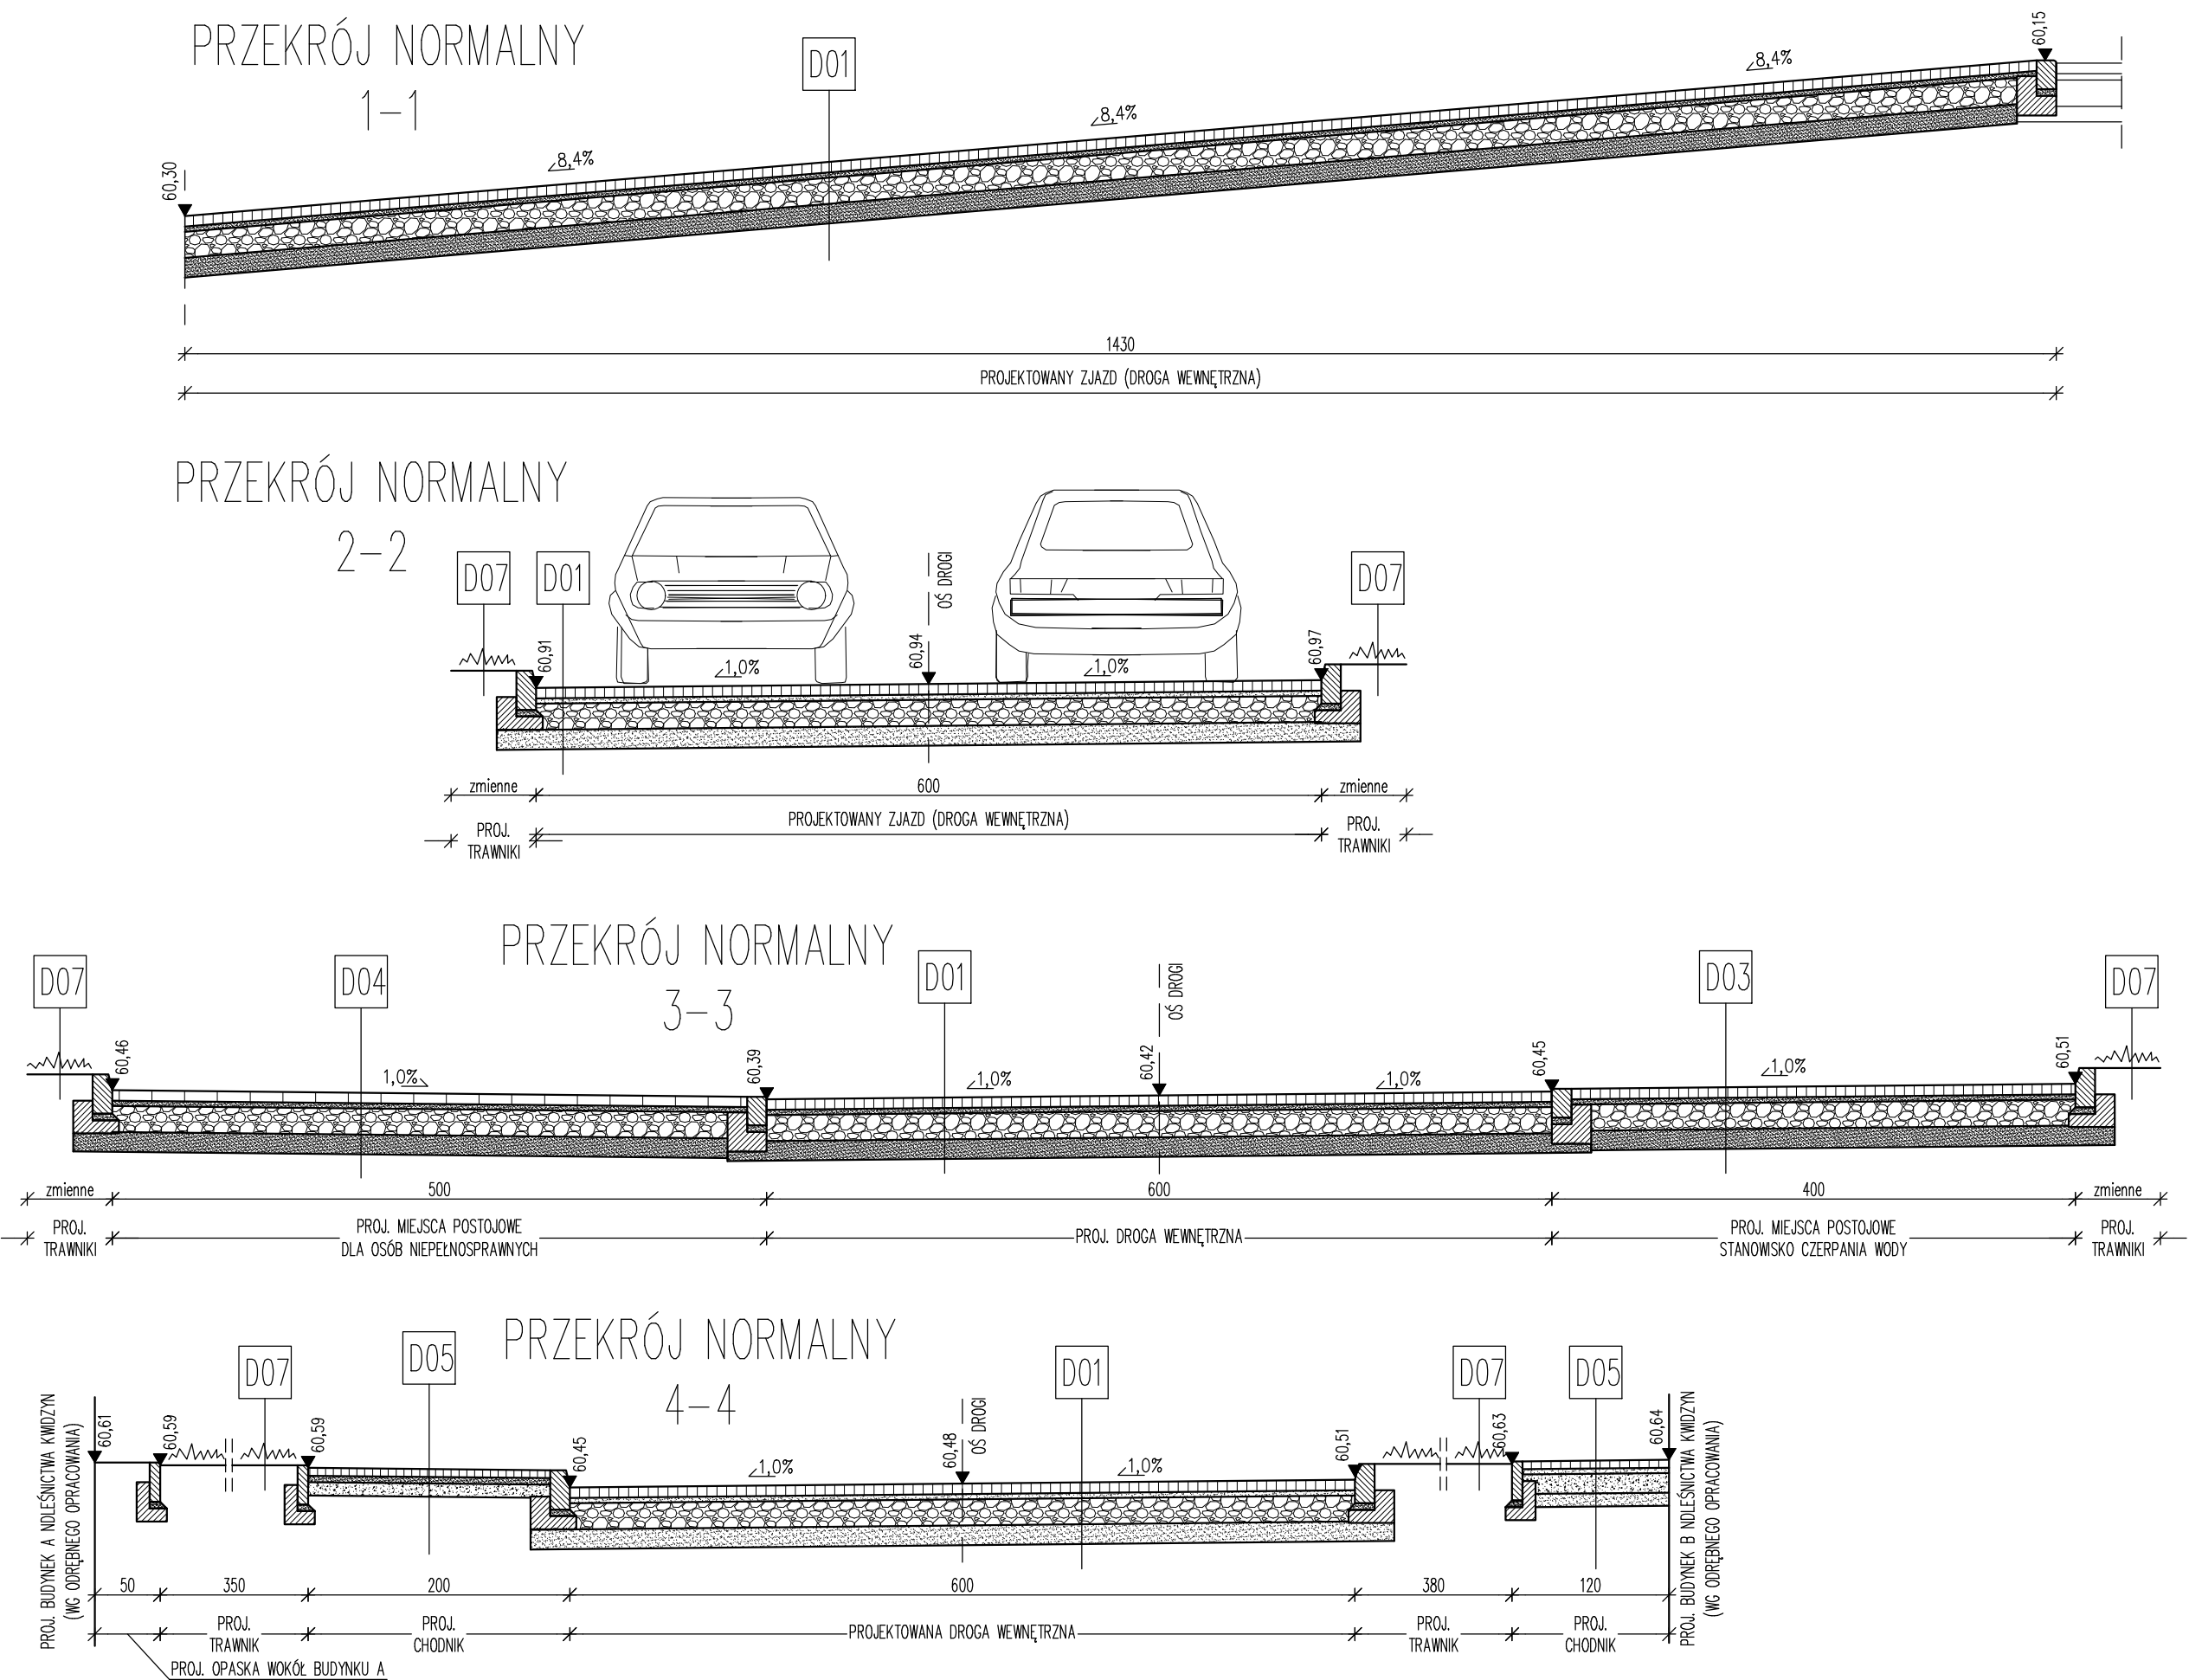 PRZEKRÓJ NORMALNY
1-1
D01
60,30
8,4%
8,4%
8,4%
60,15
1430
PROJEKTOWANY ZJAZD (DROGA WEWNĘTRZNA)
PRZEKRÓJ NORMALNY
2-2
D07
D01
OŚ DROGI
D07
60,91
1,0%
60,94
1,0%
60,97
zmienne
600
zmienne
PROJ.
TRAWNIKI
PROJEKTOWANY ZJAZD (DROGA WEWNĘTRZNA)
PROJ.
TRAWNIKI
PRZEKRÓJ NORMALNY
3-3
D07
D04
D01
OŚ DROGI
D03
D07
60,46
1,0%
60,39
1,0%
60,42
1,0%
60,45
1,0%
60,51
zmienne
500
600
400
zmienne
PROJ.
TRAWNIKI
PROJ. MIEJSCA POSTOJOWE
DLA OSÓB NIEPEŁNOSPRAWNYCH
PROJ. DROGA WEWNĘTRZNA
PROJ. MIEJSCA POSTOJOWE
STANOWISKO CZERPANIA WODY
PROJ.
TRAWNIKI
PRZEKRÓJ NORMALNY
4-4
D07
D05
D01
D07
D05
PROJ. BUDYNEK A NDLEŚNICTWA KWIDZYN
(WG ODRĘBNEGO OPRACOWANIA)
60,61
60,59
60,59
60,45
1,0%
60,48
OŚ DROGI
1,0%
60,51
60,63
60,64
PROJ. BUDYNEK B NDLEŚNICTWA KWIDZYN
(WG ODRĘBNEGO OPRACOWANIA)
50
350
200
600
380
120
PROJ.
TRAWNIK
PROJ.
CHODNIK
PROJEKTOWANA DROGA WEWNĘTRZNA
PROJ.
TRAWNIK
PROJ.
CHODNIK
PROJ. OPASKA WOKÓŁ BUDYNKU A